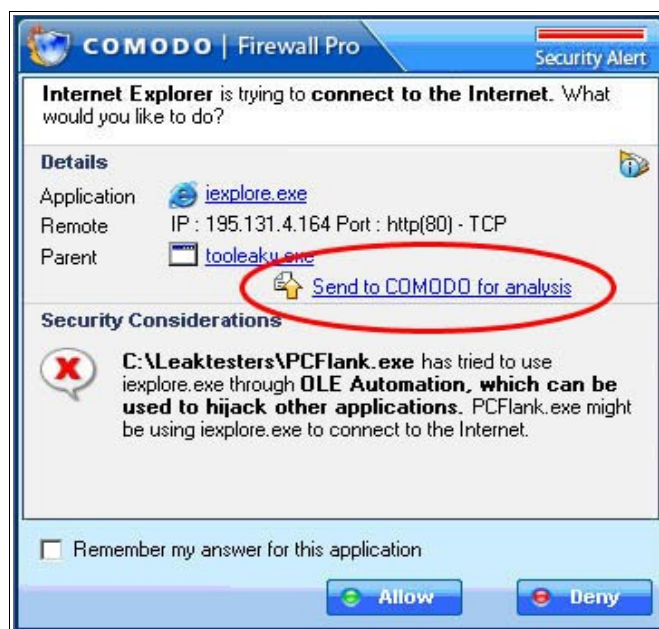 COMODO | Firewall Pro
Security Alert
Internet Explorer is trying to connect to the Internet. What
would you like to do?
Details
Application iexplore.exe
Remote IP : 195.131.4.164 Port : http(80) - TCP
Parent tooleaky.exe
Send to COMODO for analysis
Security Considerations
C:\Leaktesters\PCFlank.exe has tried to use
iexplore.exe through OLE Automation, which can be
used to hijack other applications. PCFlank.exe might
be using iexplore.exe to connect to the Internet.
Remember my answer for this application
Allow
Deny